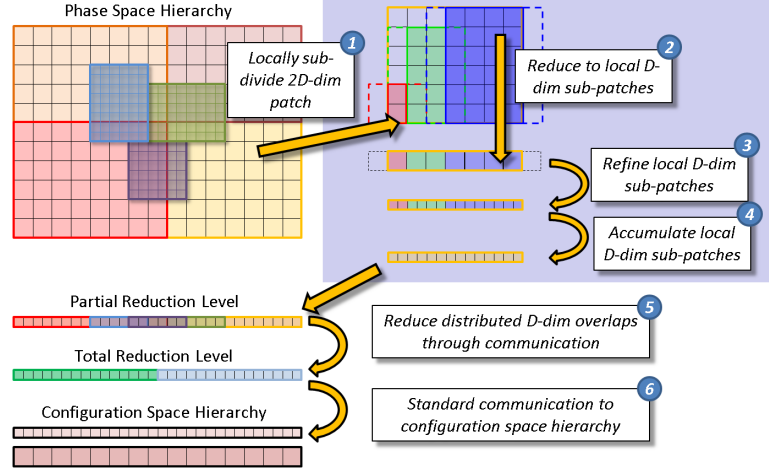 Phase Space Hierarchy
1
Locally sub-
divide 2D-dim
patch
2
Reduce to local D-
dim sub-patches
3
Refine local D-dim
sub-patches
4
Accumulate local
D-dim sub-patches
Partial Reduction Level
5
Reduce distributed D-dim overlaps
through communication
Total Reduction Level
6
Configuration Space Hierarchy
Standard communication to
configuration space hierarchy